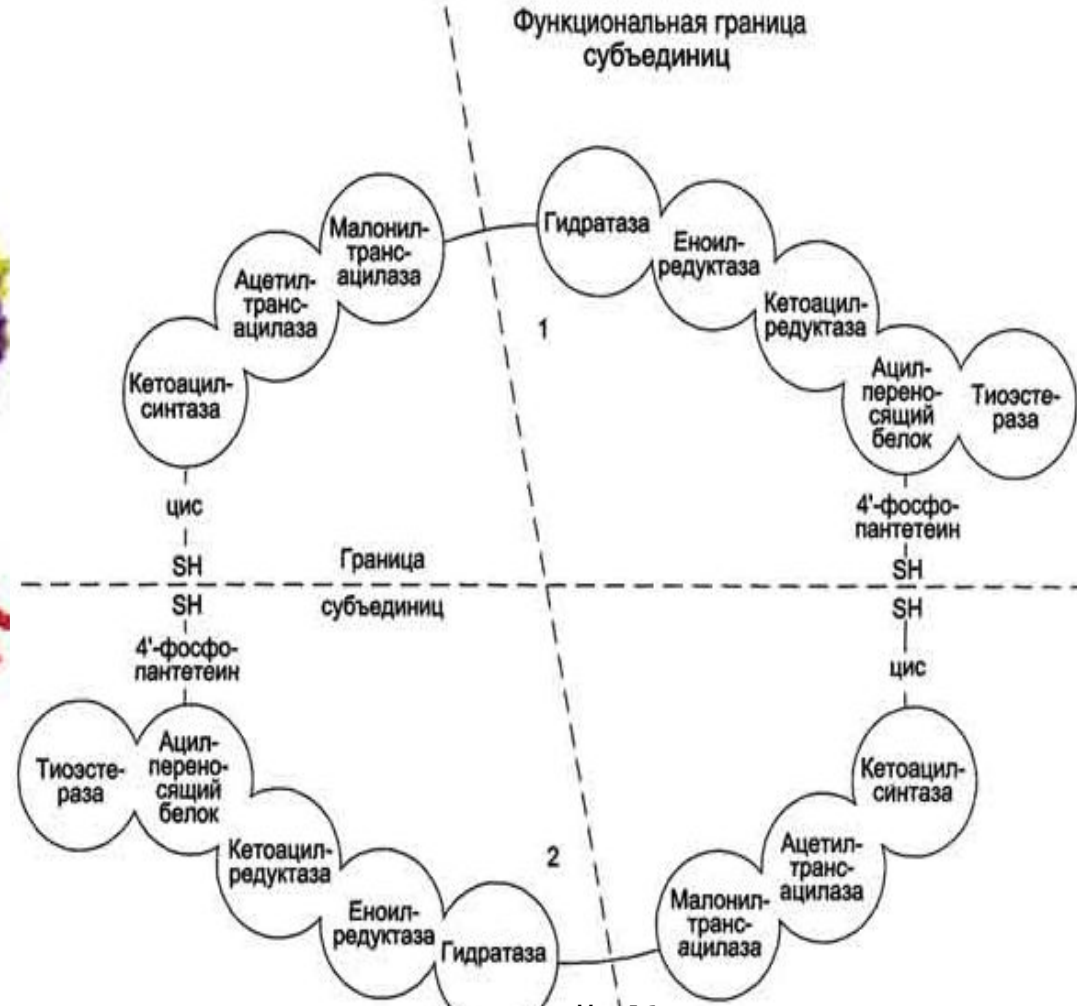 Функциональная граница
субъединиц
Малонил-
транс-
ацилаза
Гидратаза
Еноил-
редуктаза
Ацетил-
транс-
ацилаза
Кетоацил-
редуктаза
1
Кетоацил-
синтаза
Ацил-
перено-
сящий
белок
Тиоэсте-
раза
цис
4'-фосфо-
пантетеин
SH
Граница
SH
SH
субъединиц
SH
4'-фосфо-
пантетеин
цис
Тиоэсте-
раза
Ацил-
перено-
сящий
белок
Кетоацил-
синтаза
Кетоацил-
редуктаза
2
Ацетил-
транс-
ацилаза
Еноил-
редуктаза
Гидратаза
Малонил-
транс-
ацилаза